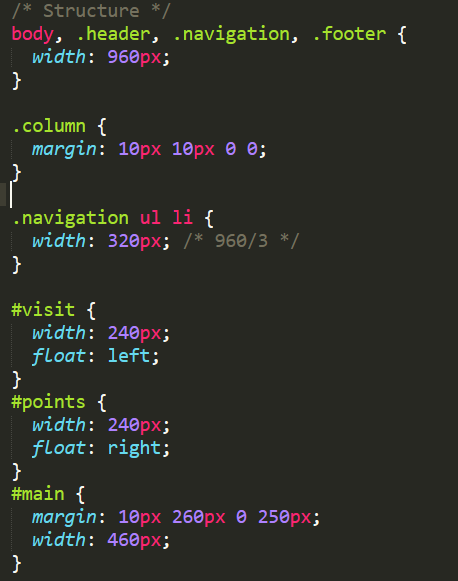 /* Structure */
body, .header, .navigation, .footer {
  width: 960px;
}

.column {
  margin: 10px 10px 0 0;
}

.navigation ul li {
  width: 320px; /* 960/3 */
}

#visit {
  width: 240px;
  float: left;
}
#points {
  width: 240px;
  float: right;
}
#main {
  margin: 10px 260px 0 250px;
  width: 460px;
}